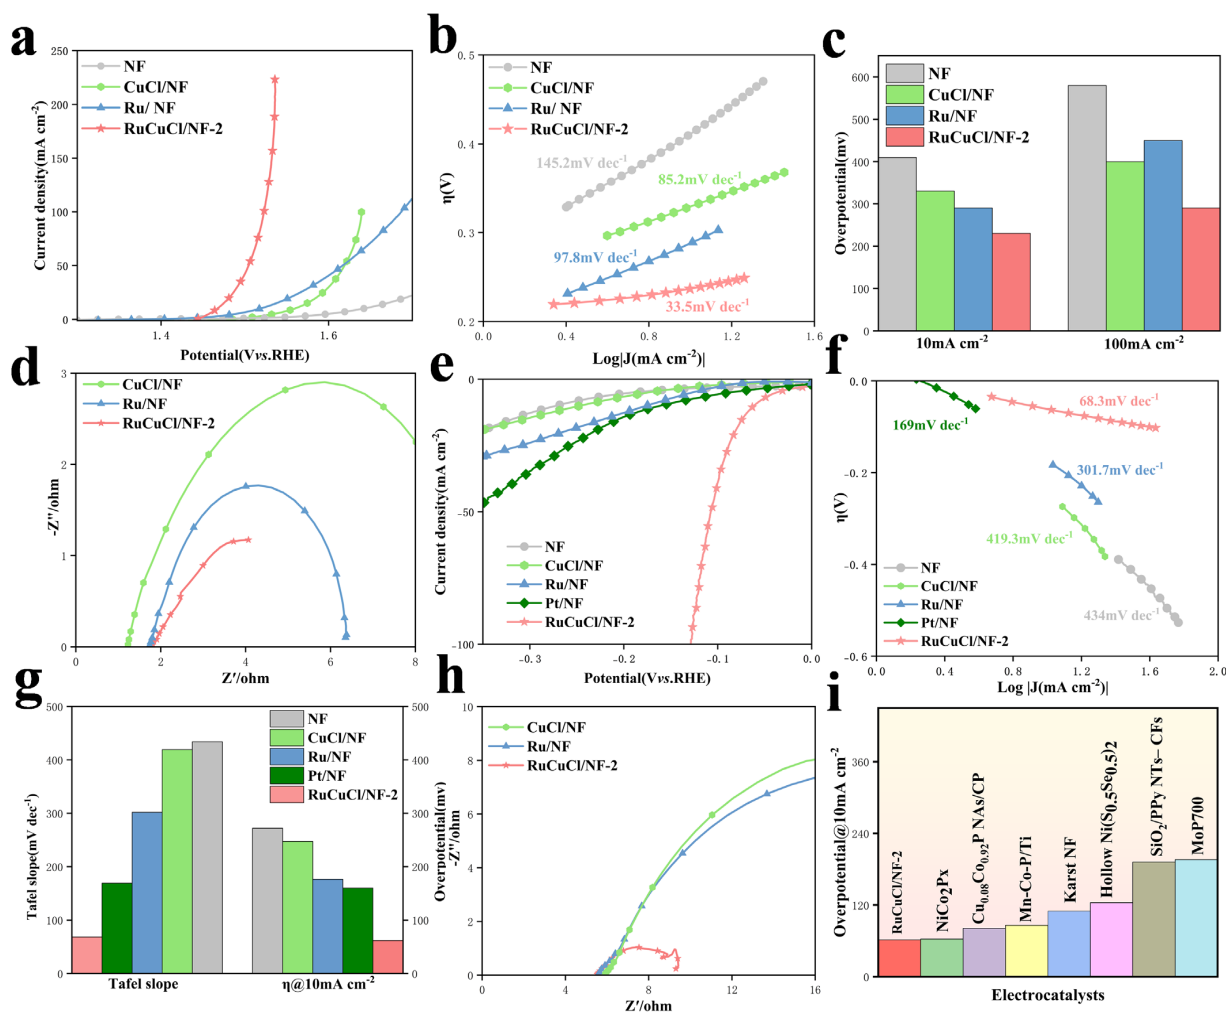 a
250
200
150
100
50
0
Current density(mA cm-2)
NF
CuCl/NF
Ru/ NF
RuCuCl/NF-2
1.4
1.6
Potential(Vvs.RHE)
b
0.5
0.4
0.3
0.2
η(V)
NF
CuCl/NF
Ru/ NF
RuCuCl/NF-2
145.2mV dec-1
85.2mV dec-1
97.8mV dec-1
33.5mV dec-1
0.0
0.4
0.8
1.2
1.6
Log|J(mA cm-2)|
c
600
500
400
300
200
100
0
Overpotential(mv)
NF
CuCl/NF
Ru/NF
RuCuCl/NF-2
10mA cm-2
100mA cm-2
d
3
2
1
0
-Z''/ohm
CuCl/NF
Ru/NF
RuCuCl/NF-2
0
2
4
6
8
Z'/ohm
e
0
-50
-100
Current density(mA cm-2)
NF
CuCl/NF
Ru/NF
Pt/NF
RuCuCl/NF-2
-0.3
-0.2
-0.1
0.0
Potential(Vvs.RHE)
f
0.0
-0.2
-0.4
-0.6
η(V)
169mV dec-1
68.3mV dec-1
301.7mV dec-1
419.3mV dec-1
434mV dec-1
NF
CuCl/NF
Ru/NF
Pt/NF
RuCuCl/NF-2
0.0
0.4
0.8
1.2
1.6
2.0
Log |J(mA cm-2)|
g
500
400
300
200
100
0
Tafel slope(mV dec-1)
NF
CuCl/NF
Ru/NF
Pt/NF
RuCuCl/NF-2
500
400
300
200
100
0
Overpotential(mv)
Tafel slope
η@10mA cm-2
h
10
8
6
4
2
0
-Z''/ohm
CuCl/NF
Ru/NF
RuCuCl/NF-2
0
4
8
12
16
Z'/ohm
i
360
240
120
0
Overpotential@10mA cm-2
RuCuCl/NF-2
NiCo2Px
Cu0.08Co0.92P NAs/CP
Mn-Co-P/Ti
Karst NF
Hollow Ni(S0.5Se0.5)2
SiO2/PPy NTs– CFs
MoP700
Electrocatalysts